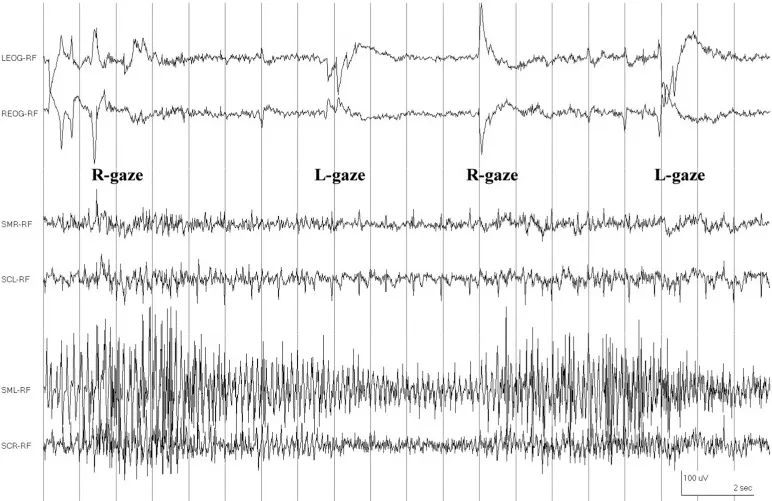 LEOG-RF
REOG-RF
R-gaze L-gaze R-gaze L-gaze
SMR-RF
SCL-RF
SML-RF
SCR-RF
100 uV
2 sec